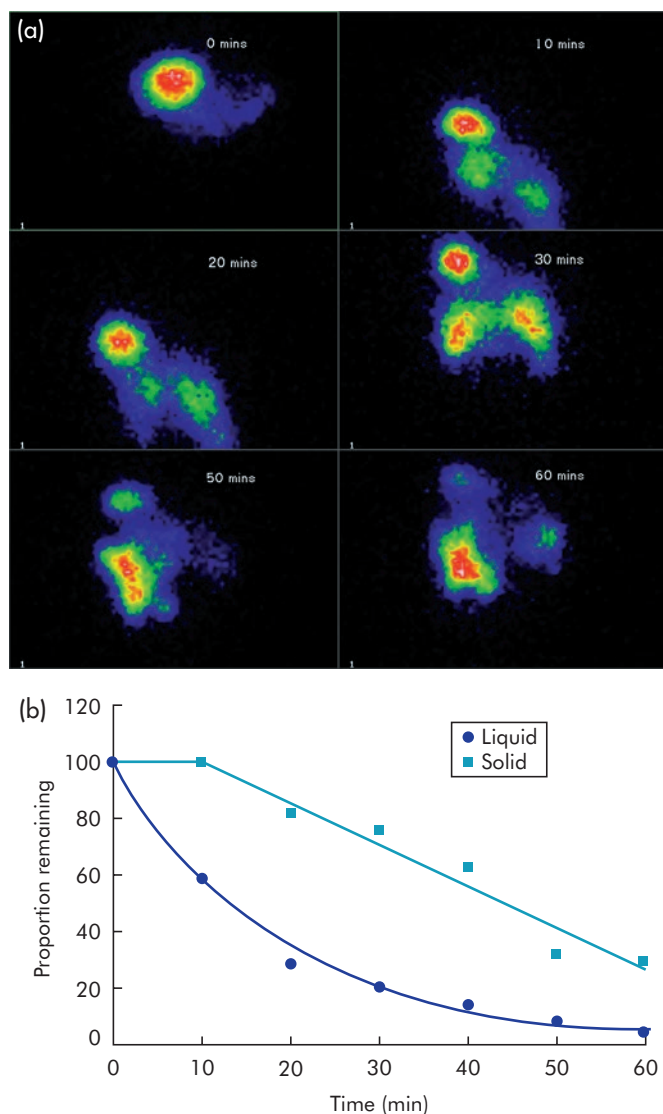 (a)
0 mins
10 mins
1
1
20 mins
30 mins
1
1
50 mins
60 mins
1
1
(b)
120
100
80
60
40
20
0
Proportion remaining
Liquid
Solid
0 10 20 30 40 50 60
Time (min)